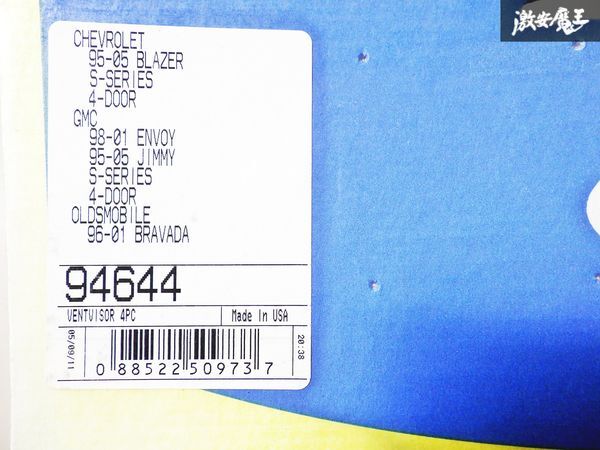 激安魔王
CHEVROLET
95-05 BLAZER
S-SERIES
4-DOOR
GMC
98-01 ENVOY
95-05 JIMMY
S-SERIES
4-DOOR
OLDSMOBILE
96-01 BRAVADA
94644
VENTVISOR 4PC
Made In USA
05/09/11
20:38
0 88522 50973 7